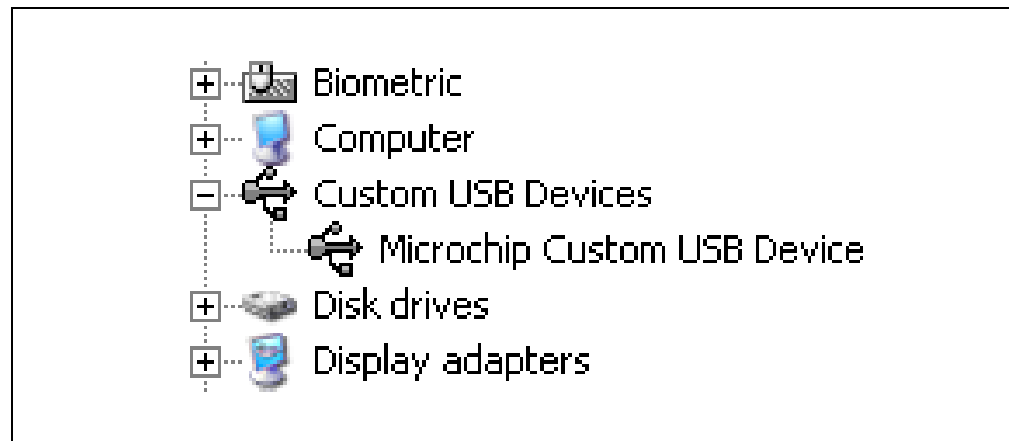 Biometric
Computer
Custom USB Devices
Microchip Custom USB Device
Disk drives
Display adapters